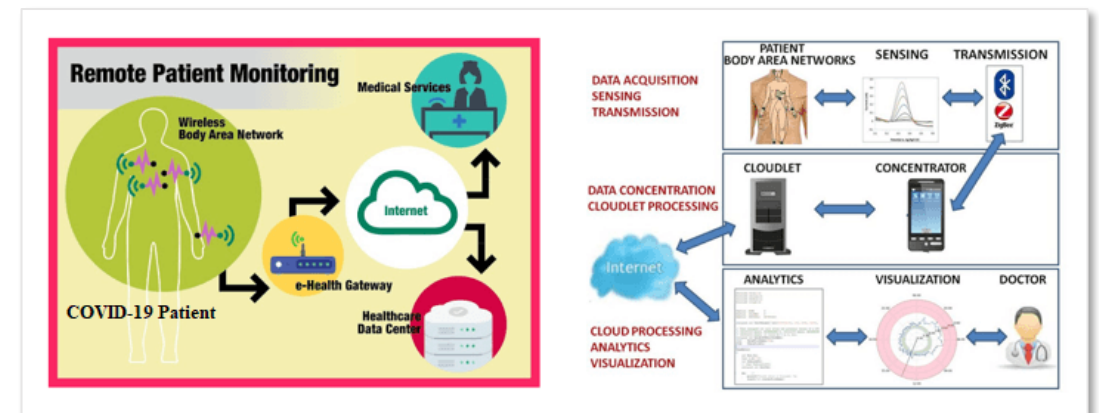 Remote Patient Monitoring
Medical Services
Wireless
Body Area Network
Internet
e-Health Gateway
COVID-19 Patient
Healthcare
Data Center
DATA ACQUISITION
SENSING
TRANSMISSION
PATIENT
BODY AREA NETWORKS
SENSING
TRANSMISSION
ZigBee
DATA CONCENTRATION
CLOUDLET PROCESSING
CLOUDLET
CONCENTRATOR
Internet
CLOUD PROCESSING
ANALYTICS
VISUALIZATION
ANALYTICS
VISUALIZATION
DOCTOR